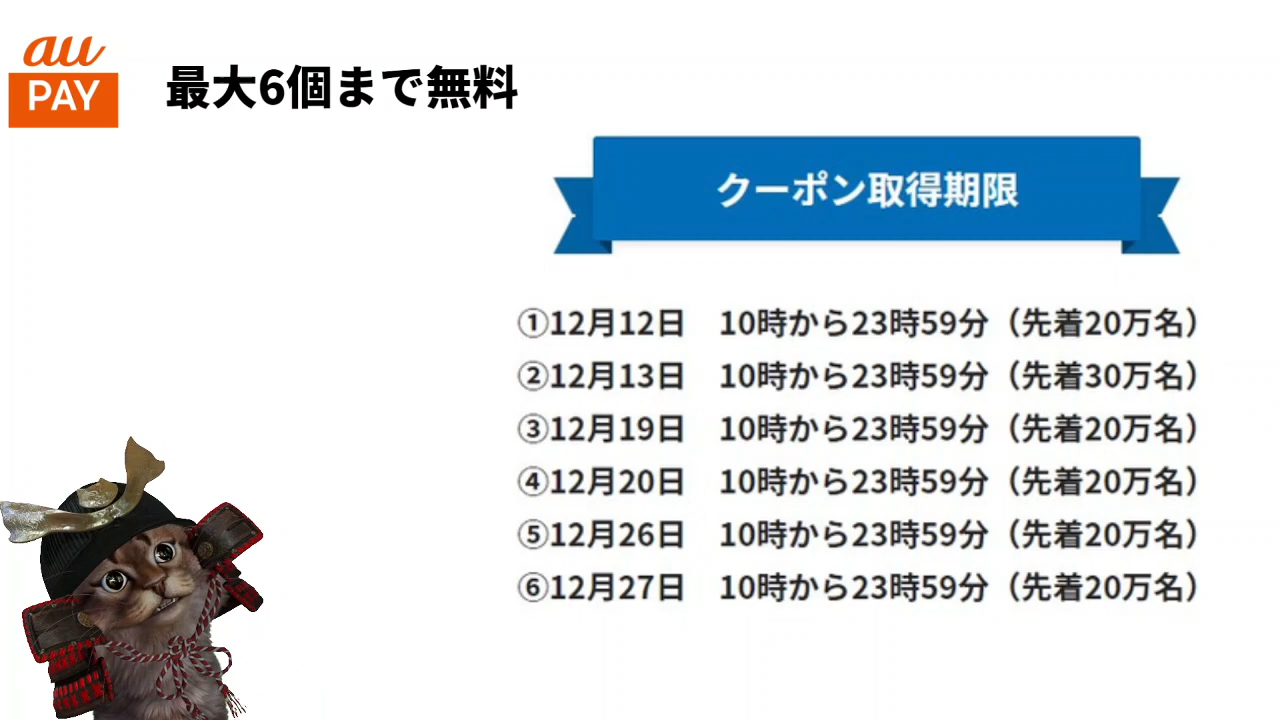 au
PAY
最大6個まで無料
クーポン取得期限
①12月12日　10時から23時59分（先着20万名）
②12月13日　10時から23時59分（先着30万名）
③12月19日　10時から23時59分（先着20万名）
④12月20日　10時から23時59分（先着20万名）
⑤12月26日　10時から23時59分（先着20万名）
⑥12月27日　10時から23時59分（先着20万名）